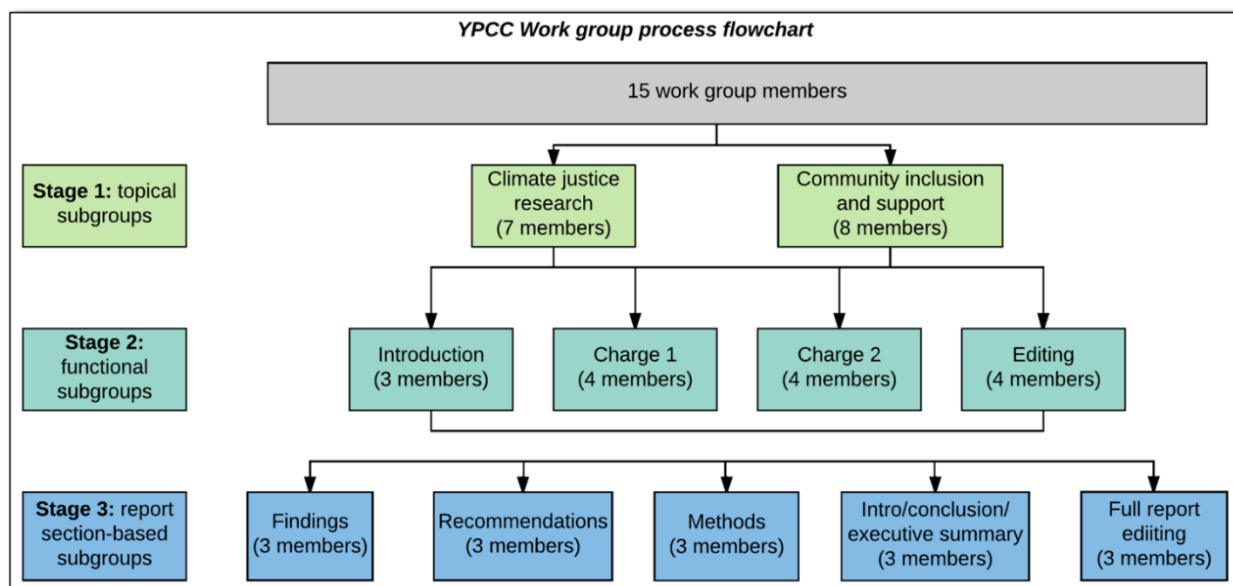 YPCC Work group process flowchart
15 work group members
Stage 1: topical
subgroups
Climate justice
research
(7 members)
Community inclusion
and support
(8 members)
Stage 2:
functional
subgroups
Introduction
(3 members)
Charge 1
(4 members)
Charge 2
(4 members)
Editing
(4 members)
Stage 3: report
section-based
subgroups
Findings
(3 members)
Recommendations
(3 members)
Methods
(3 members)
Intro/conclusion/
executive summary
(3 members)
Full report
ediiting
(3 members)